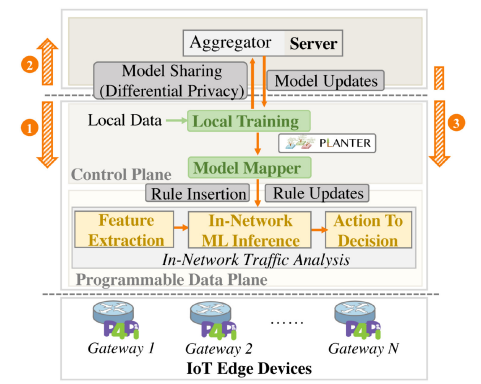 Aggregator Server
2
Model Sharing
(Differential Privacy)
Model Updates
1
3
Local Data
Local Training
PLANTER
Model Mapper
Control Plane
Rule Insertion
Rule Updates
Feature
Extraction
In-Network
ML Inference
Action To
Decision
In-Network Traffic Analysis
Programmable Data Plane
P4Pi
P4Pi
......
P4Pi
Gateway 1
Gateway 2
Gateway N
IoT Edge Devices